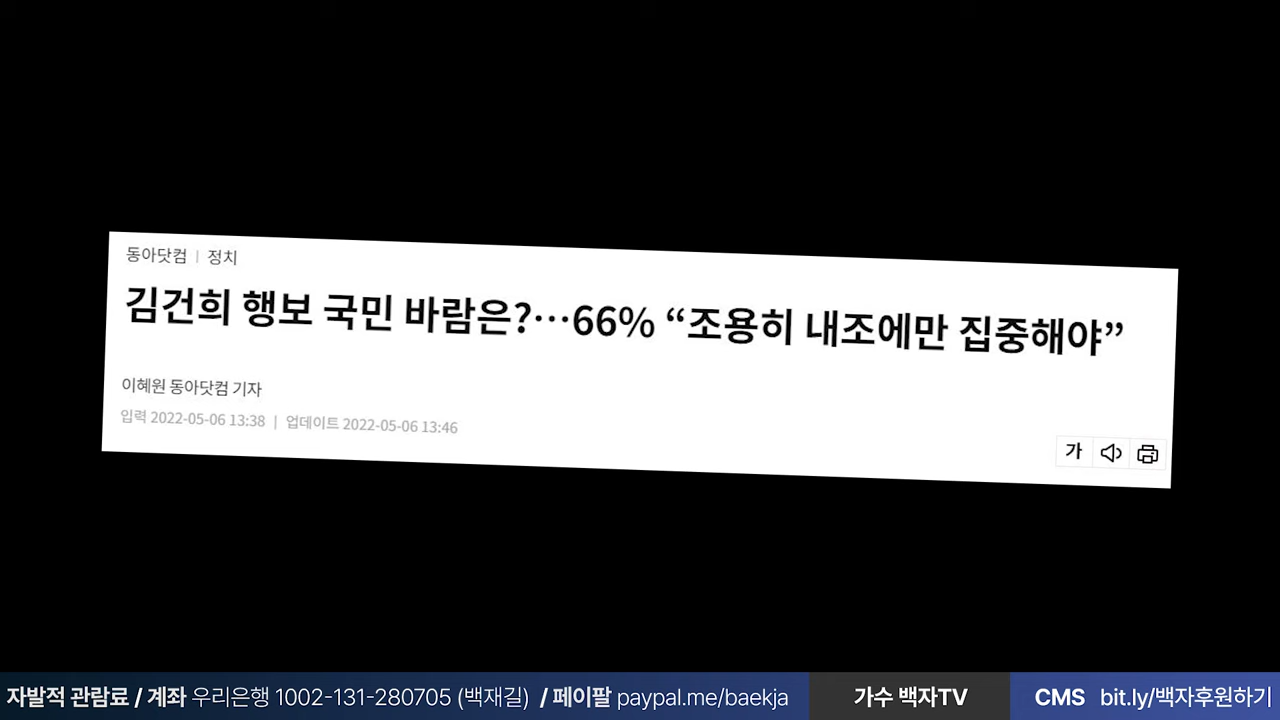 동아닷컴 | 정치
김건희 행보 국민 바람은?…66% “조용히 내조에만 집중해야”
이혜원 동아닷컴 기자
입력 2022-05-06 13:38 | 업데이트 2022-05-06 13:46
가
자발적 관람료 / 계좌 우리은행 1002-131-280705 (백재길) / 페이팔 paypal.me/baekja 가수 백자TV CMS bit.ly/백자후원하기